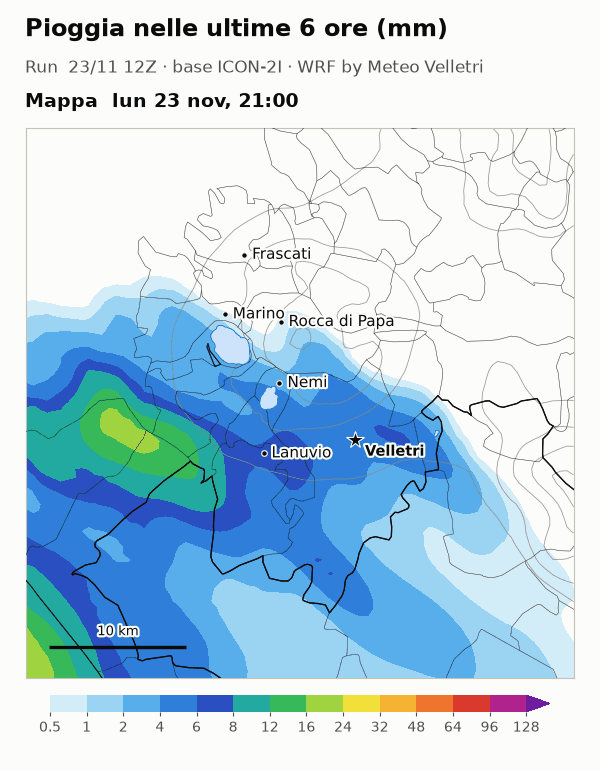 Pioggia nelle ultime 6 ore (mm)
Run 23/11 12Z · base ICON-2I · WRF by Meteo Velletri
Mappa lun 23 nov, 21:00
Frascati
Marino
Rocca di Papa
Nemi
Lanuvio
Velletri
10 km
0.5 1 2 4 6 8 12 16 24 32 48 64 96 128